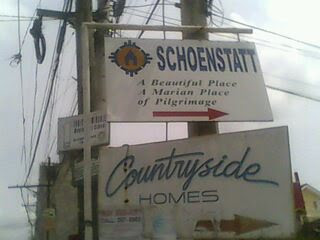 SCHOENSTATT
A Beautiful Place
A Marian Place
of Pilgrimage
Countryside
HOMES